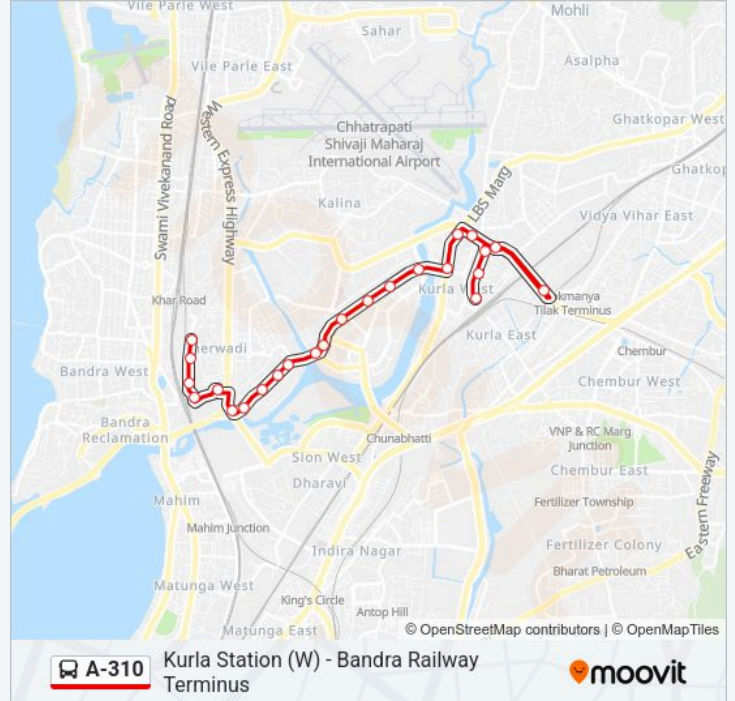 Vile Parle West
Mohli
Sahar
Asalpha
Vile Parle East
Ghatkopar West
Chhatrapati
Shivaji Maharaj
International Airport
Western Express Highway
Swami Vivekanand Road
LBS Marg
Kalina
Vidya Vihar East
Kurla West
Khar Road
Tilak Terminus
Kurla East
Chembur
Bandra West
Chembur West
Bandra
Reclamation
Chunabhatti
VNP & RC Marg
Junction
Sion West
Chembur East
Dharavi
Eastern Freeway
Mahim
Fertilizer Township
Mahim Junction
Indira Nagar
Fertilizer Colony
Bharat Petroleum
Matunga West
King's Circle
Antop Hill
Matunga East
© OpenStreetMap contributors | © OpenMapTiles
A-310
Kurla Station (W) - Bandra Railway
Terminus
moovit